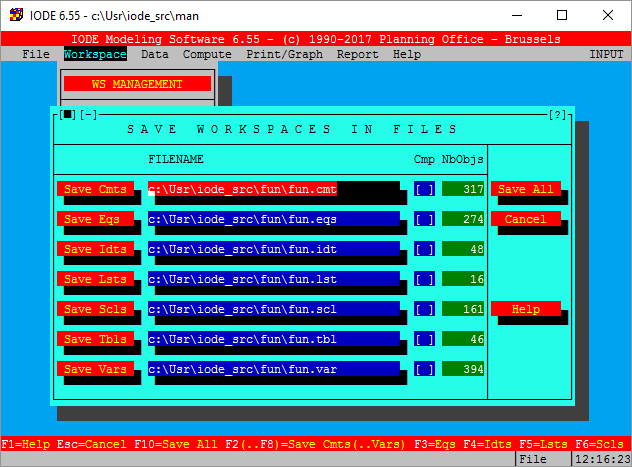 IODE 6.55 - c:\Usr\iode_src\man
IODE Modeling Software 6.55 - (c) 1990-2017 Planning Office - Brussels
File Workspace Data Compute Print/Graph Report Help INPUT
WS MANAGEMENT
[■][-] [?]
S A V E W O R K S P A C E S I N F I L E S
FILENAME Cmp NbObjs
Save Cmts c:\Usr\iode_src\fun\fun.cmt [ ] 317 Save All
Save Eqs c:\Usr\iode_src\fun\fun.eqs [ ] 274 Cancel
Save Idts c:\Usr\iode_src\fun\fun.idt [ ] 48
Save Lsts c:\Usr\iode_src\fun\fun.lst [ ] 16
Save Scls c:\Usr\iode_src\fun\fun.scl [ ] 161 Help
Save Tbls c:\Usr\iode_src\fun\fun.tbl [ ] 46
Save Vars c:\Usr\iode_src\fun\fun.var [ ] 394
F1=Help Esc=Cancel F10=Save All F2(..F8)=Save Cmts(..Vars) F3=Eqs F4=Idts F5=Lsts F6=Scls
File 12:16:23